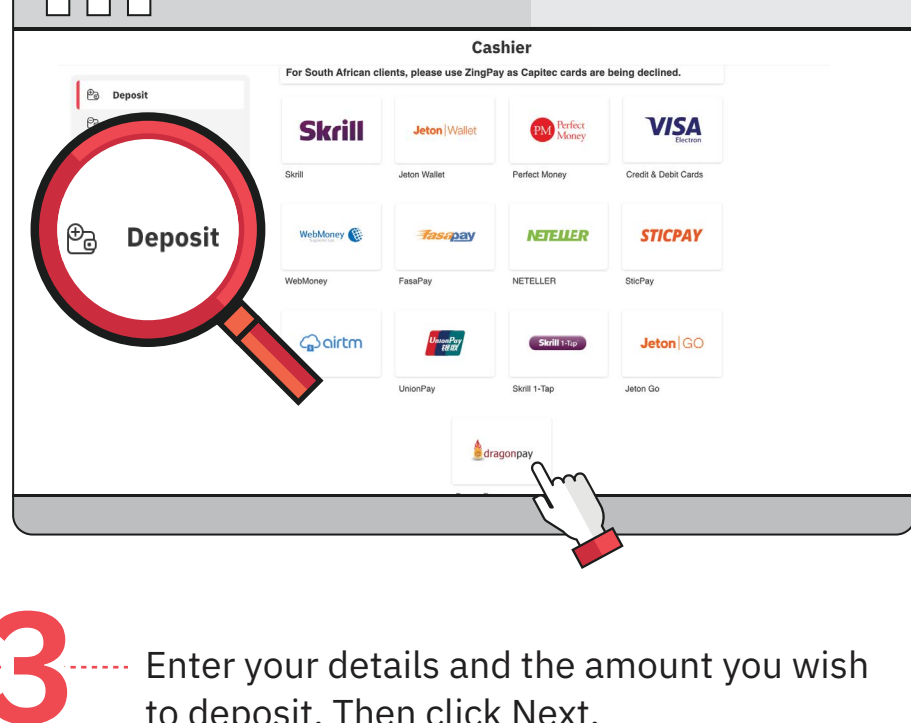 Cashier
For South African clients, please use ZingPay as Capitec cards are being declined.
Deposit
Deposit
Skrill
Jeton Wallet
PM Perfect Money
VISA Electron
Skrill
Jeton Wallet
Perfect Money
Credit & Debit Cards
WebMoney
fasapay
NETELLER
STICPAY
WebMoney
FasaPay
NETELLER
SticPay
airtm
UnionPay 银联
Skrill 1-Tap
Jeton GO
UnionPay
Skrill 1-Tap
Jeton Go
dragonpay
3
Enter your details and the amount you wish
to deposit. Then click Next.